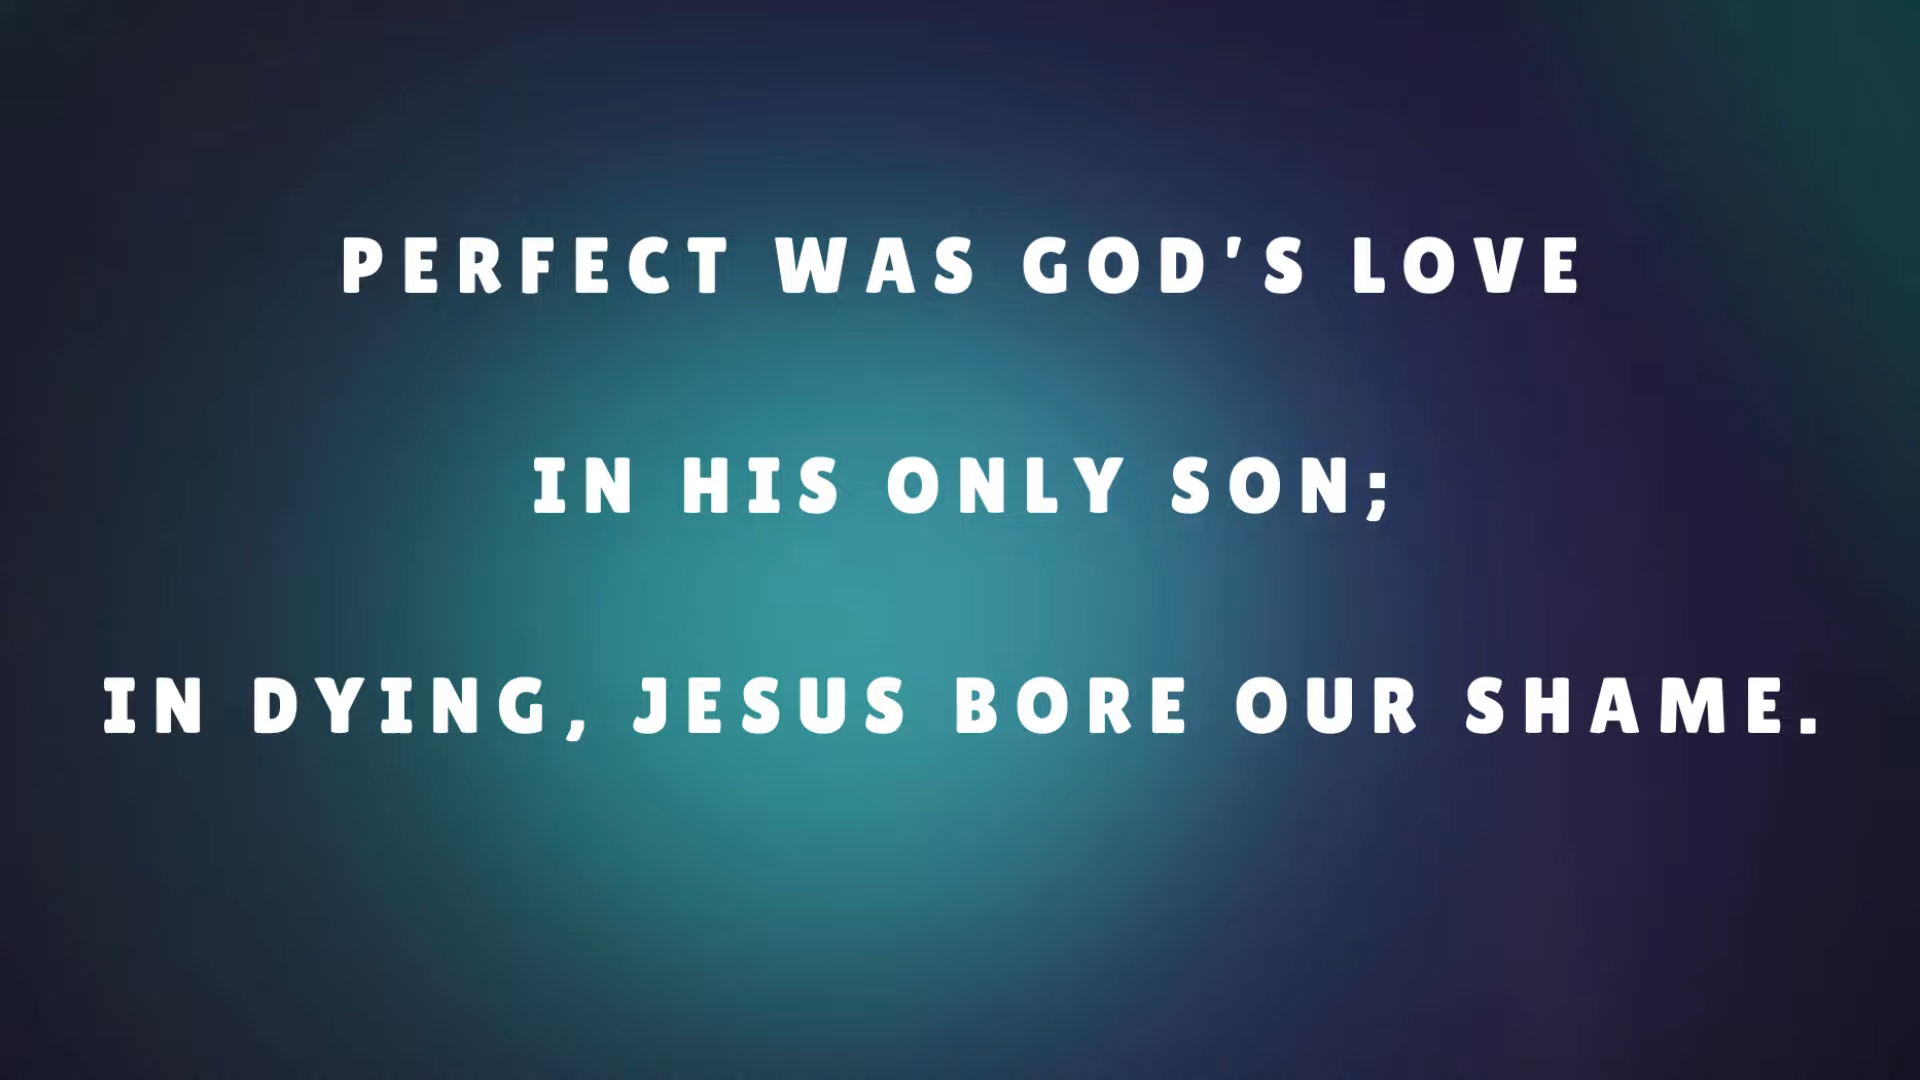 PERFECT WAS GOD'S LOVE
IN HIS ONLY SON;
IN DYING, JESUS BORE OUR SHAME.